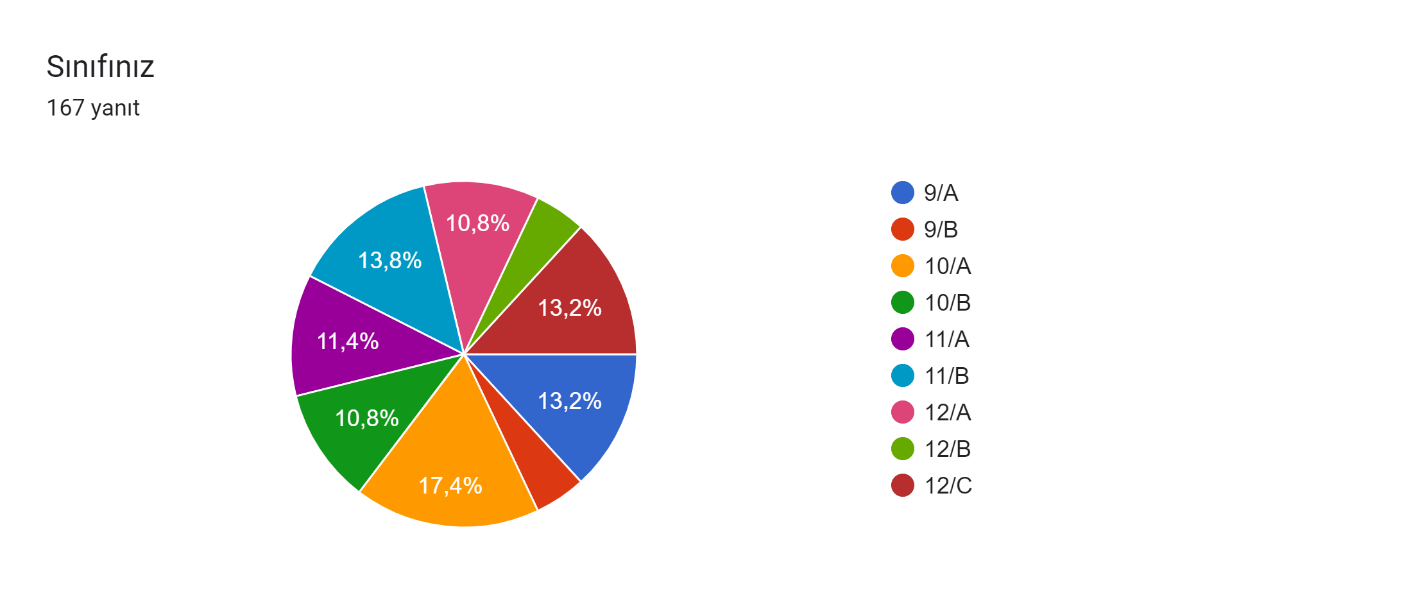 Sınıfınız
167 yanıt
10,8%
13,8%
13,2%
11,4%
13,2%
10,8%
17,4%
9/A
9/B
10/A
10/B
11/A
11/B
12/A
12/B
12/C